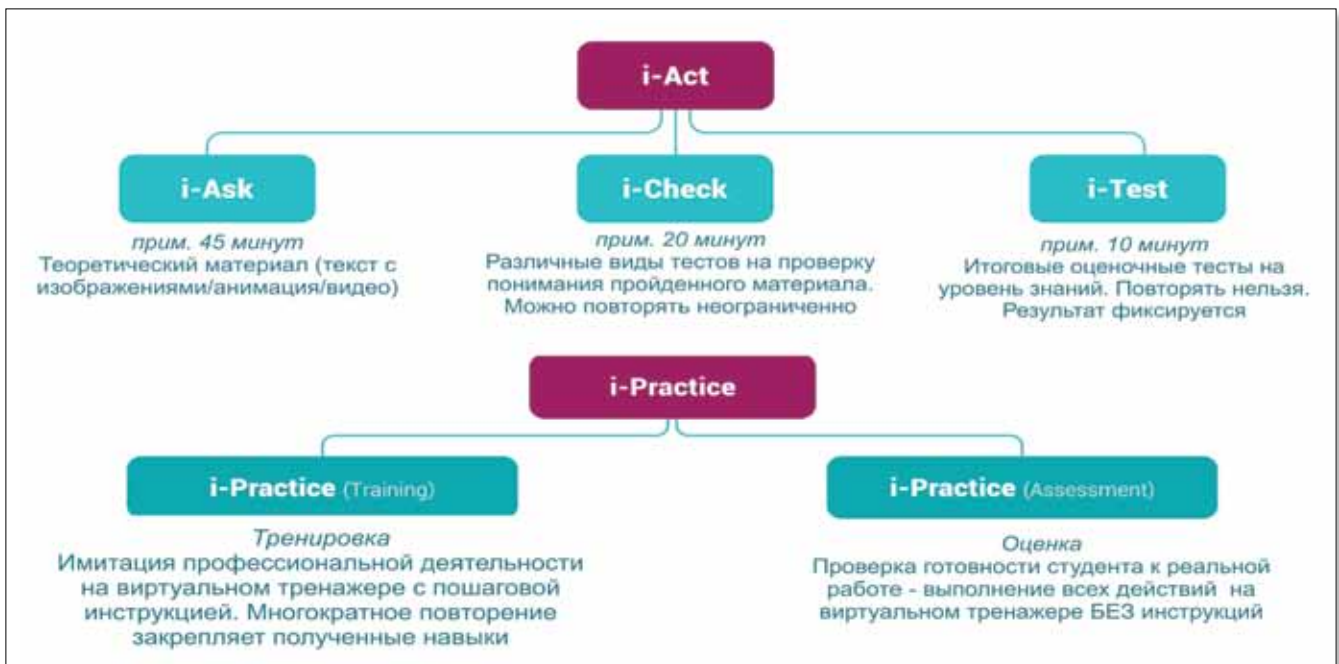 i-Act
i-Ask
прим. 45 минут
Теоретический материал (текст с
изображениями/анимация/видео)
i-Check
прим. 20 минут
Различные виды тестов на проверку
понимания пройденного материала.
Можно повторять неограниченно
i-Test
прим. 10 минут
Итоговые оценочные тесты на
уровень знаний. Повторять нельзя.
Результат фиксируется
i-Practice
i-Practice (Training)
Тренировка
Имитация профессиональной деятельности
на виртуальном тренажере с пошаговой
инструкцией. Многократное повторение
закрепляет полученные навыки
i-Practice (Assessment)
Оценка
Проверка готовности студента к реальной
работе - выполнение всех действий на
виртуальном тренажере БЕЗ инструкций